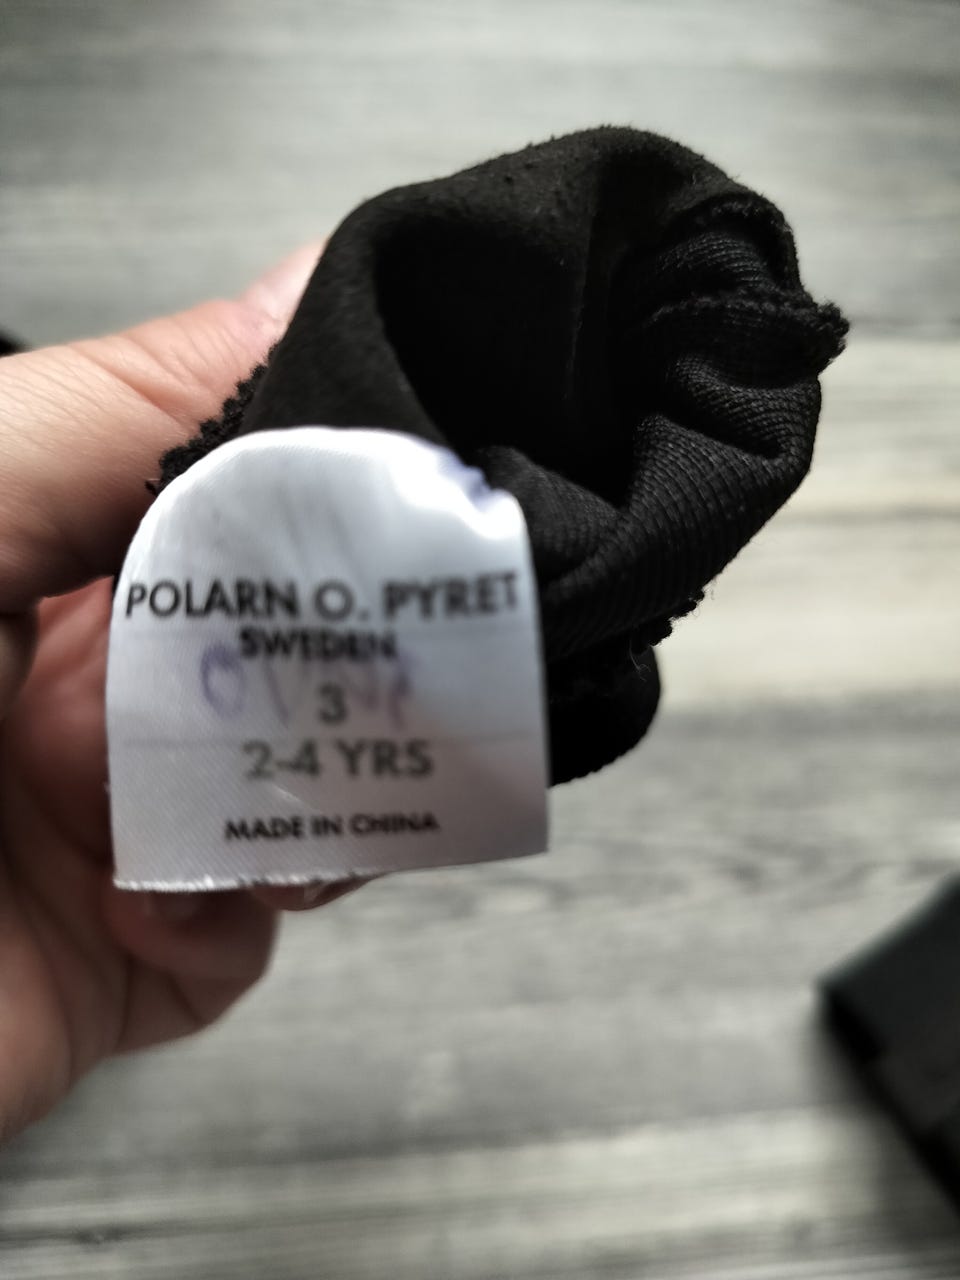 POLARN O. PYRET
SWEDEN
3
2-4 YRS
MADE IN CHINA